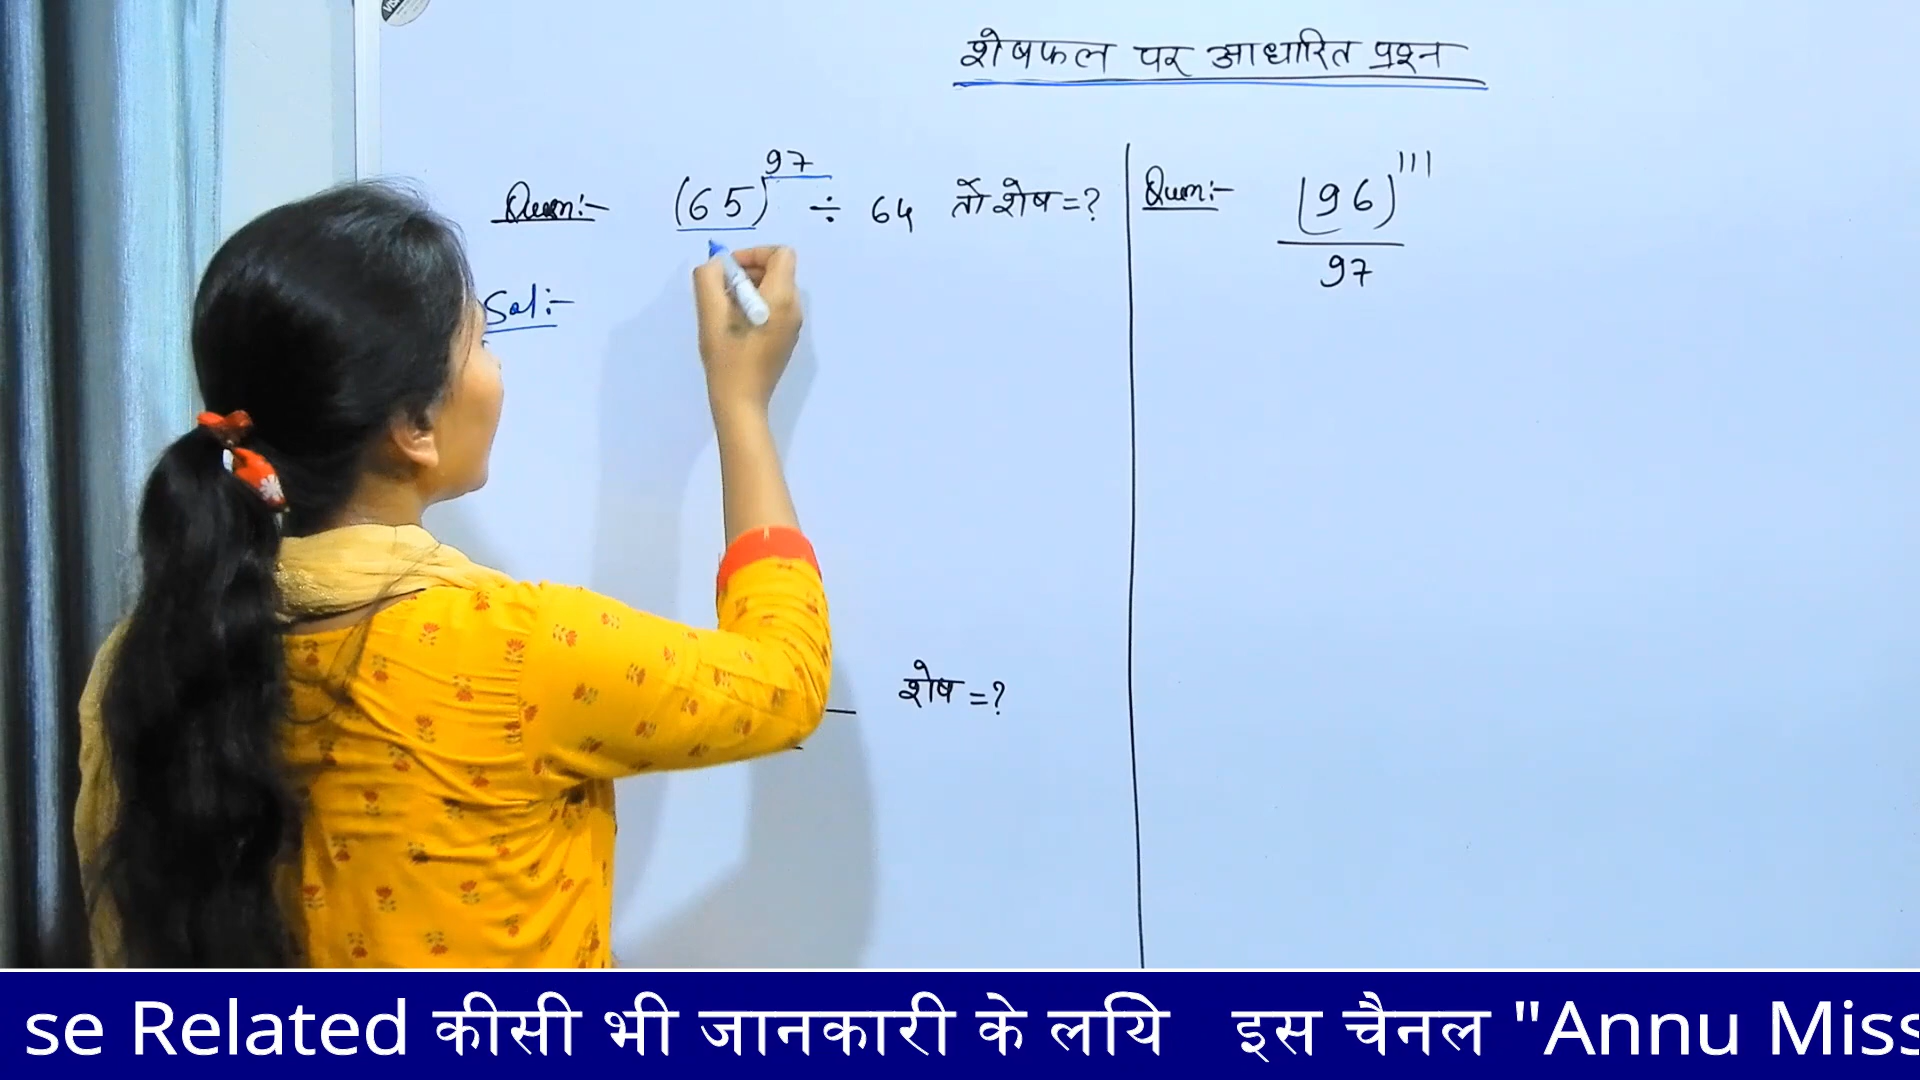 शेषफल पर आधारित प्रश्न
Ques:- (65)^97 ÷ 64 तो शेष = ?
Sol:-
शेष = ?
Ques:- (96)^111
97
se Related कीसी भी जानकारी के लयि इस चैनल "Annu Miss